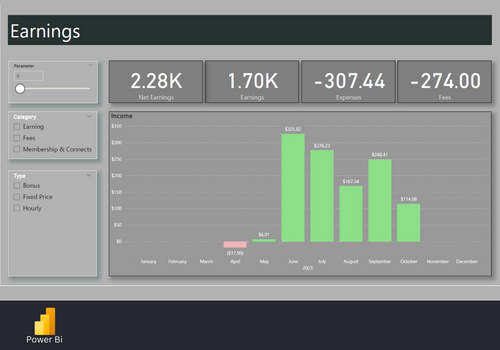 Earnings
Parameter
0
2.28K
Net Earnings
1.70K
Earnings
-307.44
Expenses
-274.00
Fees
Category
Earning
Fees
Membership & Connects
Type
Bonus
Fixed Price
Hourly
Income
$350
$300
$250
$200
$150
$100
$50
$0
($17.99)
$6.01
$325.82
$276.23
$167.34
$248.41
$114.08
January February March April May June July August September October November December
2023
Power Bi